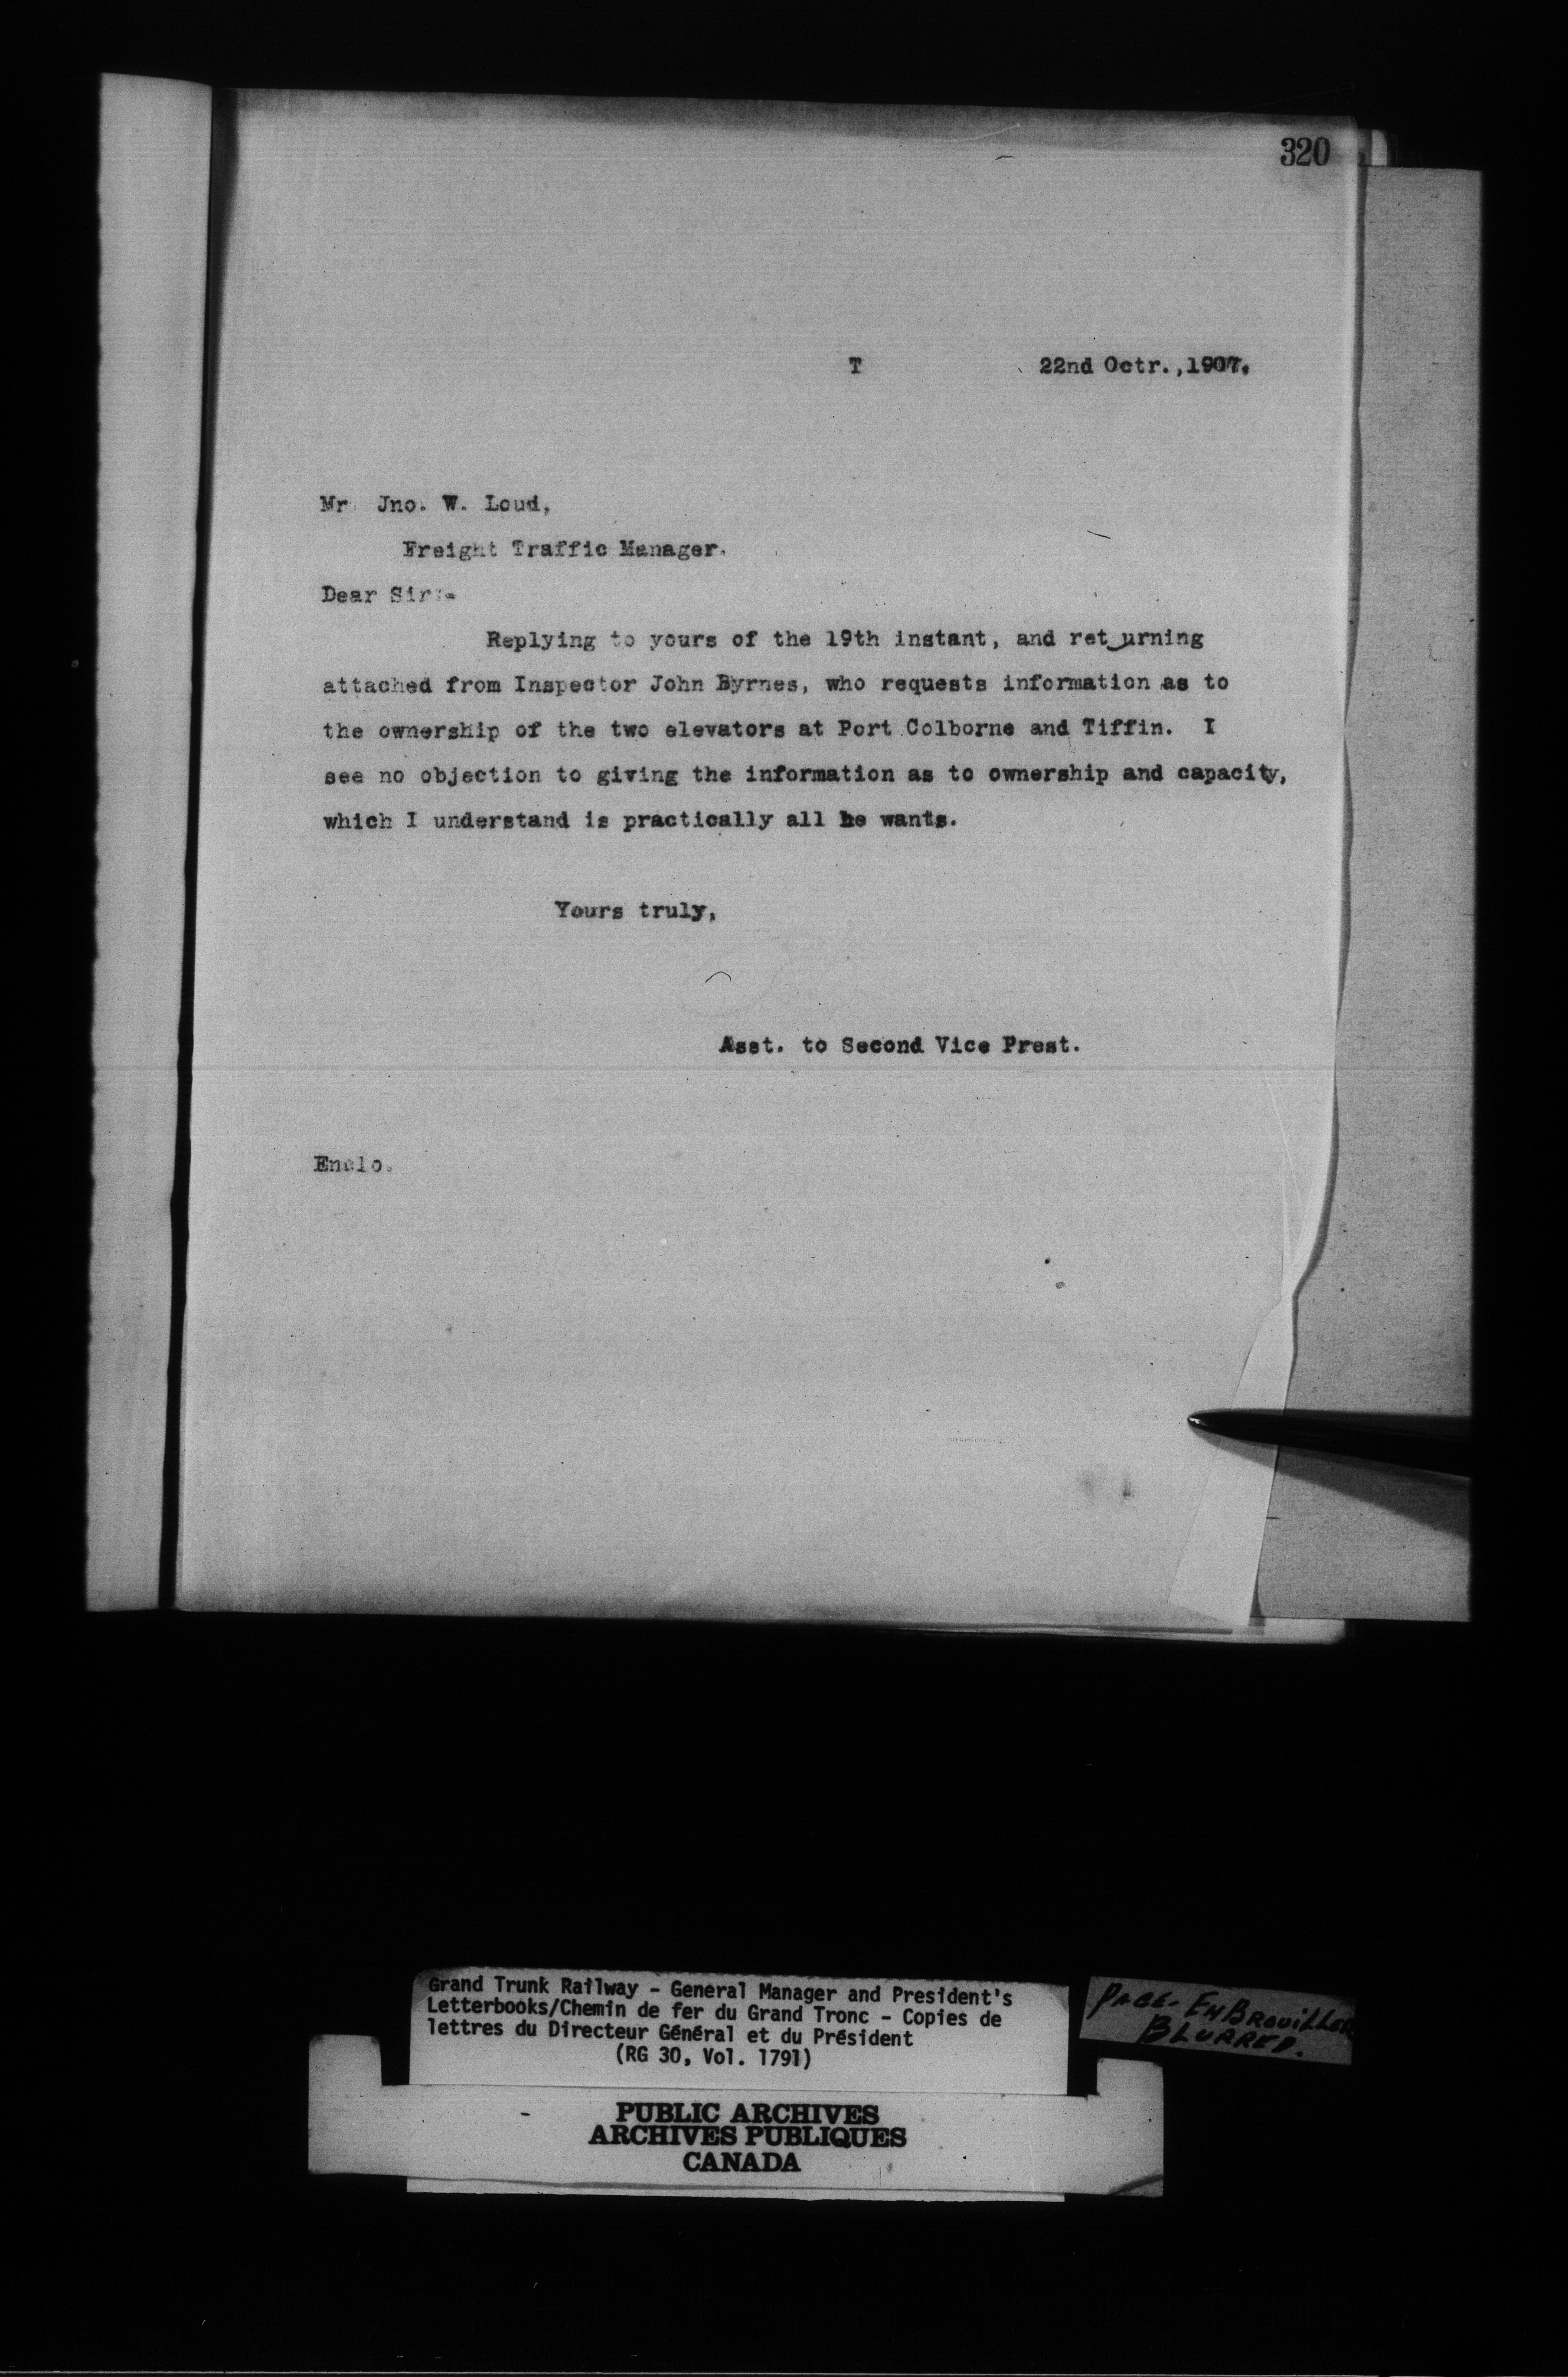 320
T 22nd Octr.,1907.
Mr Jno. W. Loud,
Freight Traffic Manager.
Dear Sir:-
Replying to yours of the 19th instant, and returning
attached from Inspector John Byrnes, who requests information as to
the ownership of the two elevators at Port Colborne and Tiffin. I
see no objection to giving the information as to ownership and capacity,
which I understand is practically all he wants.
Yours truly,
Asst. to Second Vice Prest.
Enclo.
Grand Trunk Railway - General Manager and President's
Letterbooks/Chemin de fer du Grand Tronc - Copies de
lettres du Directeur Général et du Président
(RG 30, Vol. 1791)
PAGE- EMBROUILLER
BLURRED.
PUBLIC ARCHIVES
ARCHIVES PUBLIQUES
CANADA